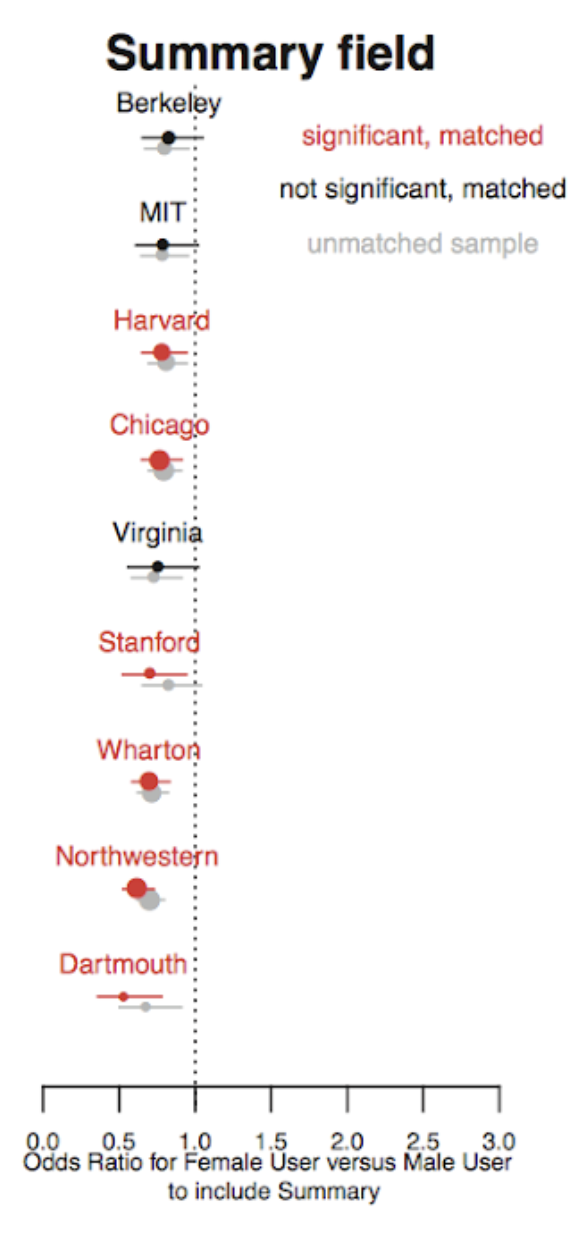 Summary field
Berkeley
significant, matched
not significant, matched
MIT
unmatched sample
Harvard
Chicago
Virginia
Stanford
Wharton
Northwestern
Dartmouth
0.0 0.5 1.0 1.5 2.0 2.5 3.0
Odds Ratio for Female User versus Male User
to include Summary